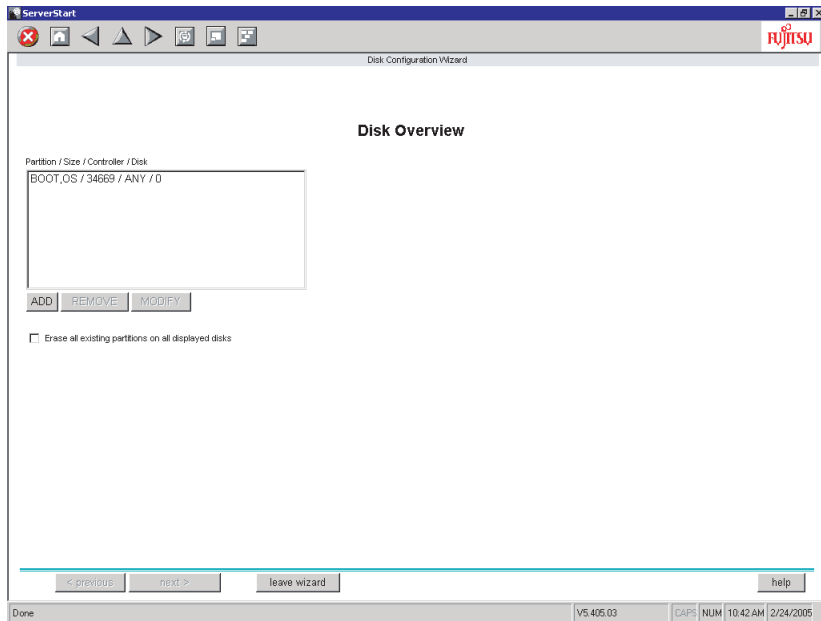 ServerStart
FUJITSU
Disk Configuration Wizard
Disk Overview
Partition / Size / Controller / Disk
BOOT,OS / 34669 / ANY / 0
ADD REMOVE MODIFY
Erase all existing partitions on all displayed disks
< previous next > leave wizard help
Done V5.405.03 CAPS NUM 10:42 AM 2/24/2005